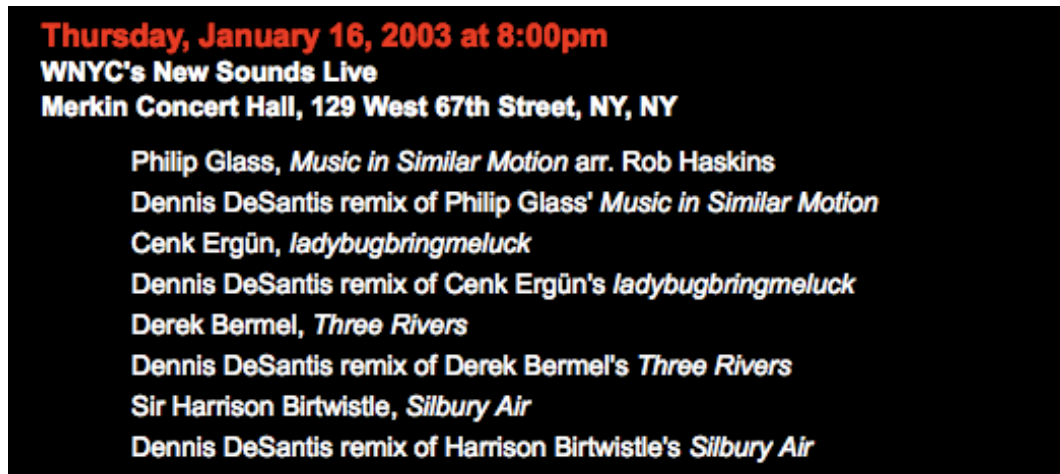 Thursday, January 16, 2003 at 8:00pm
WNYC's New Sounds Live
Merkin Concert Hall, 129 West 67th Street, NY, NY
Philip Glass, Music in Similar Motion arr. Rob Haskins
Dennis DeSantis remix of Philip Glass' Music in Similar Motion
Cenk Ergün, ladybugbringmeluck
Dennis DeSantis remix of Cenk Ergün's ladybugbringmeluck
Derek Bermel, Three Rivers
Dennis DeSantis remix of Derek Bermel's Three Rivers
Sir Harrison Birtwistle, Silbury Air
Dennis DeSantis remix of Harrison Birtwistle's Silbury Air